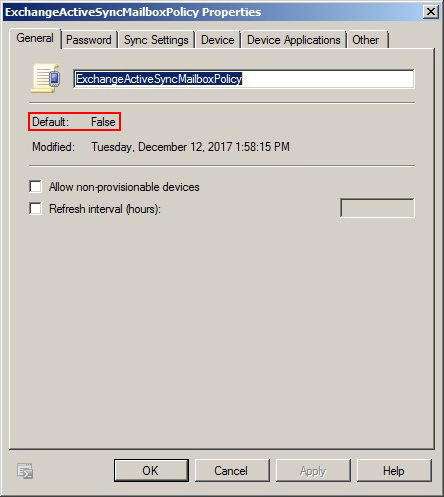 ExchangeActiveSyncMailboxPolicy Properties
General Password Sync Settings Device Device Applications Other
ExchangeActiveSyncMailboxPolicy
Default: False
Modified: Tuesday, December 12, 2017 1:58:15 PM
Allow non-provisionable devices
Refresh interval (hours):
OK Cancel Apply Help